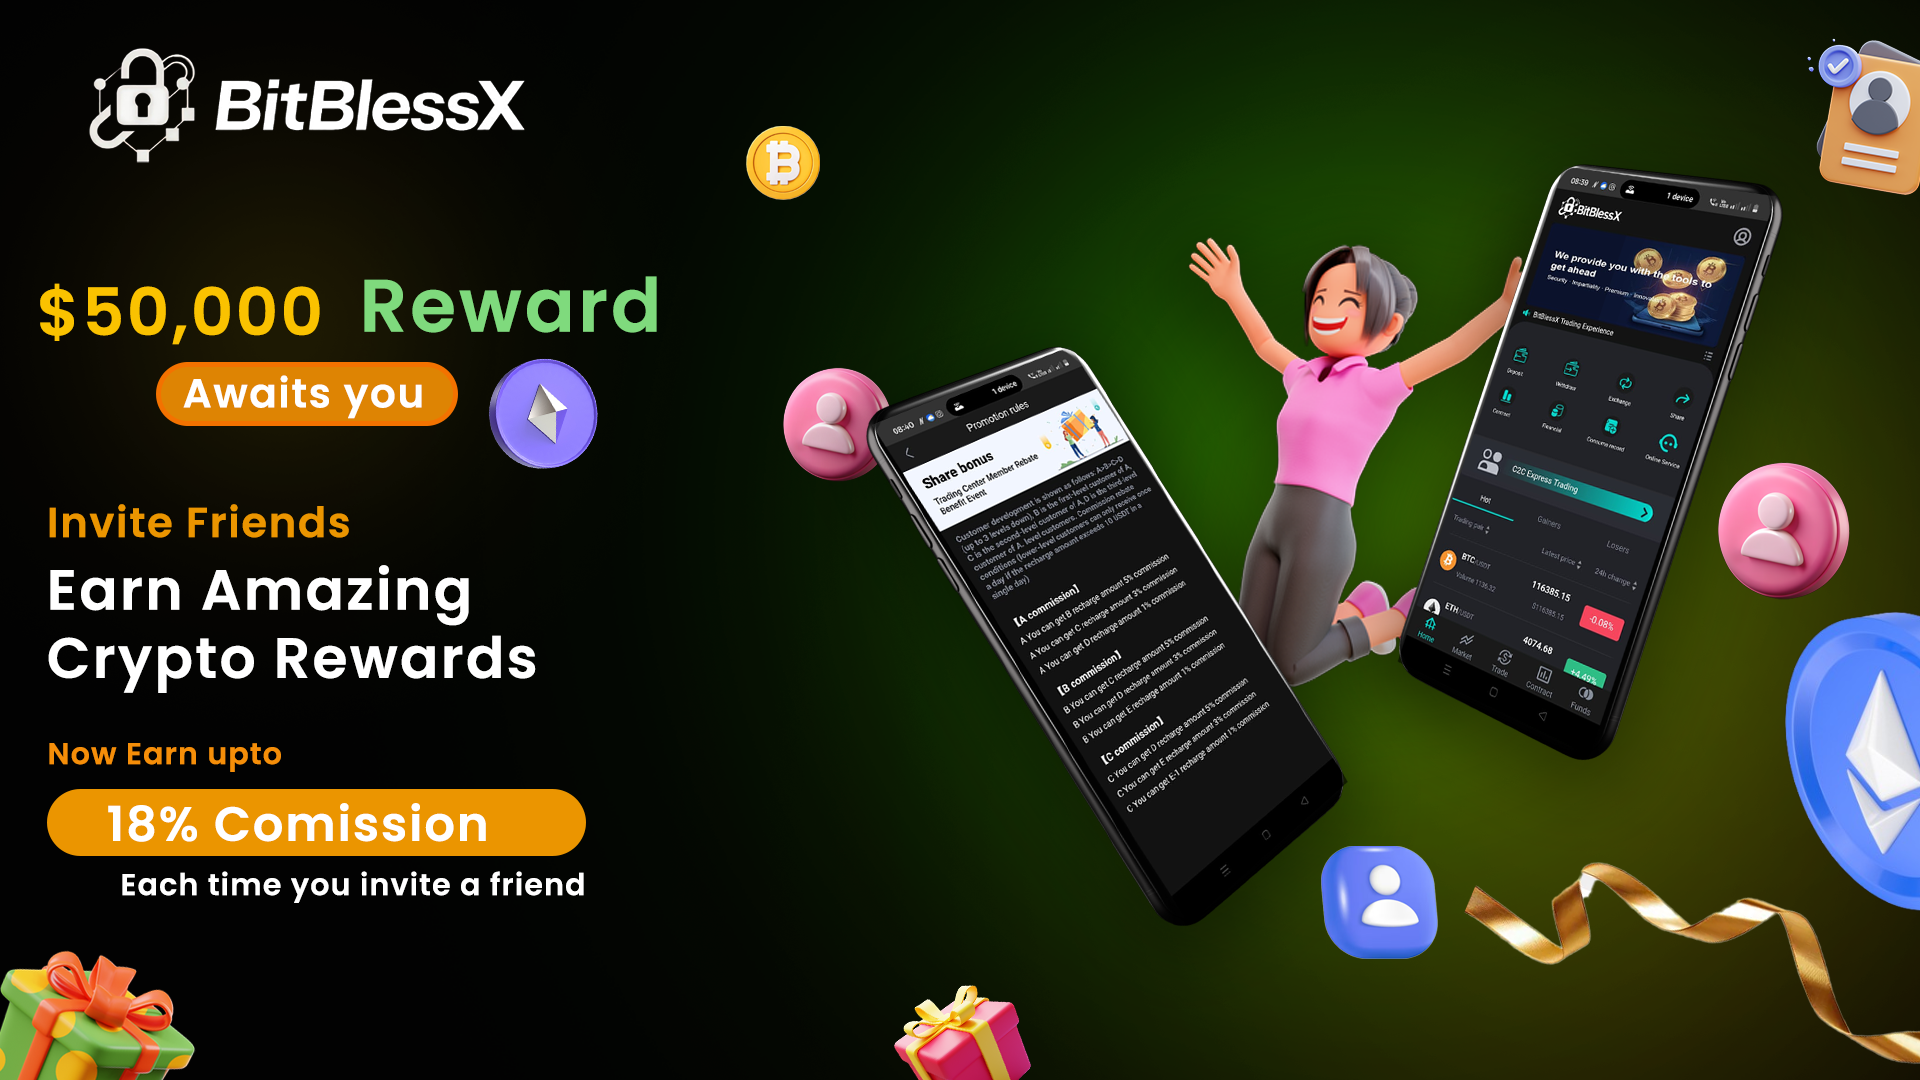 BitBlessX
$50,000 Reward
Awaits you
Invite Friends
Earn Amazing
Crypto Rewards
Now Earn upto
18% Comission
Each time you invite a friend
08:40
1 device
Promotion rules
Share bonus
Trading Center Member Rebate
Benefit Event
Customer development is shown as follows: A>B>C>D
(up to 3 levels down), B is the first-level customer of A,
C is the second-level customer of A, D is the third level
customer of A. level customers. Commission rebate
conditions (lower-level customers can only receive once
a day if the recharge amount exceeds 10 USDT in a
single day)
【A commission】
A You can get B recharge amount 5% commission
A You can get C recharge amount 3% commission
A You can get D recharge amount 1% commission
【B commission】
B You can get C recharge amount 5% commission
B You can get D recharge amount 3% commission
B You can get E recharge amount 1% commission
【C commission】
C You can get D recharge amount 5% commission
C You can get E recharge amount 3% commission
C You can get E-1 recharge amount 1% commission
08:39
1 device
BitBlessX
We provide you with the tools to
get ahead
Security · Impartiality · Premium ·
BitBlessX Trading Experience
Deposit
Withdraw
Exchange
Share
Contract
Financial
Consume record
Online Service
C2C Express Trading
Hot
Gainers
Losers
Trading pair
Latest price
24h change
BTC/USDT
116385.15
-0.08%
Volume 1136.32
$116385.15
ETH/USDT
4074.68
+4.49%
Home
Market
Trade
Contract
Funds